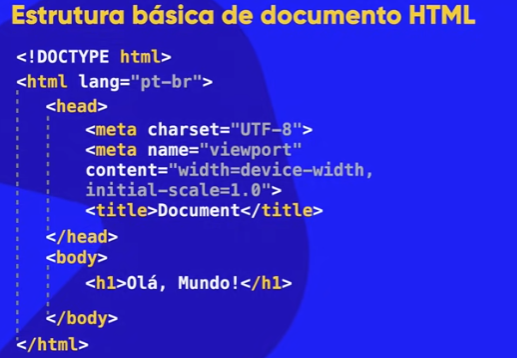 Estrutura básica de documento HTML
<!DOCTYPE html>
<html lang="pt-br">
<head>
<meta charset="UTF-8">
<meta name="viewport"
content="width=device-width,
initial-scale=1.0">
<title>Document</title>
</head>
<body>
<h1>Olá, Mundo!</h1>
</body>
</html>